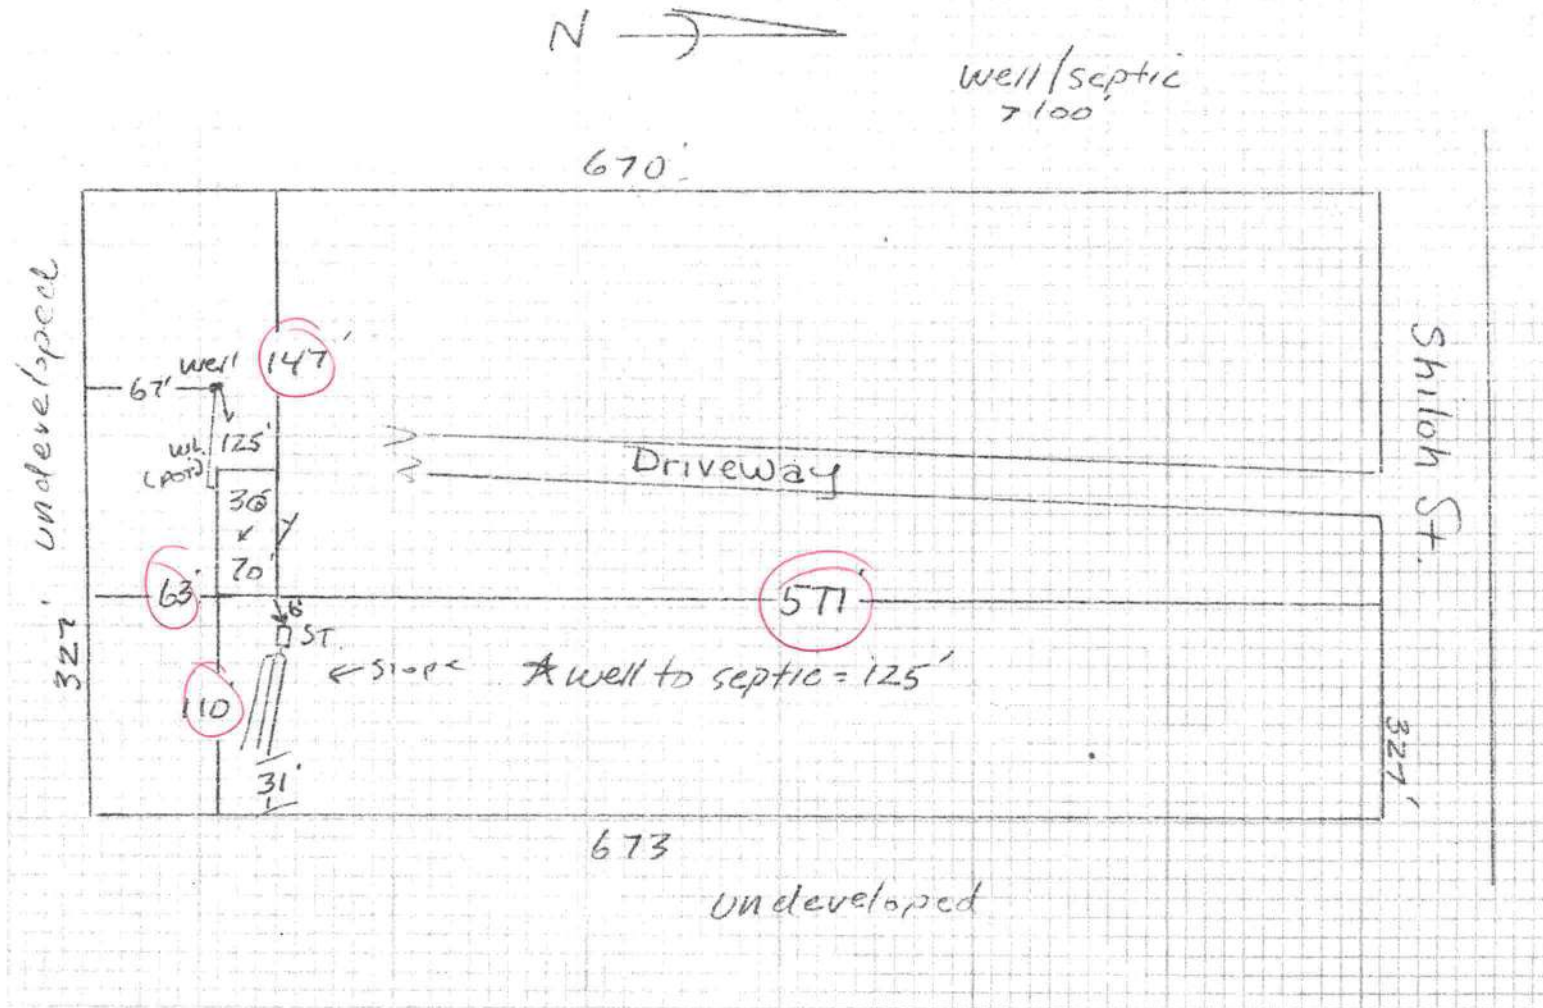 N
well/septic
>100'
670'
undeveloped
147'
well
67'
125'
WL
30
70'
Driveway
Shiloh St.
63'
571'
6'
ST
327
← slope
* well to septic = 125'
110'
31'
327'
673
undeveloped